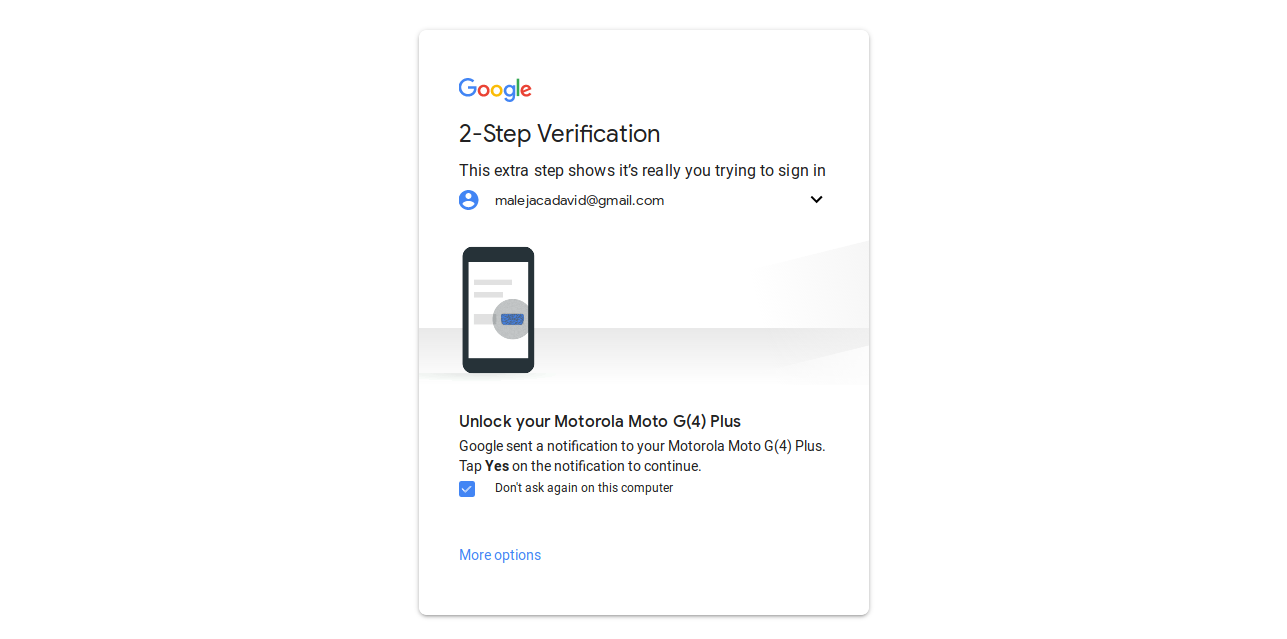 Google
2-Step Verification
This extra step shows it's really you trying to sign in
malejacadavid@gmail.com
Unlock your Motorola Moto G(4) Plus
Google sent a notification to your Motorola Moto G(4) Plus.
Tap Yes on the notification to continue.
Don't ask again on this computer
More options